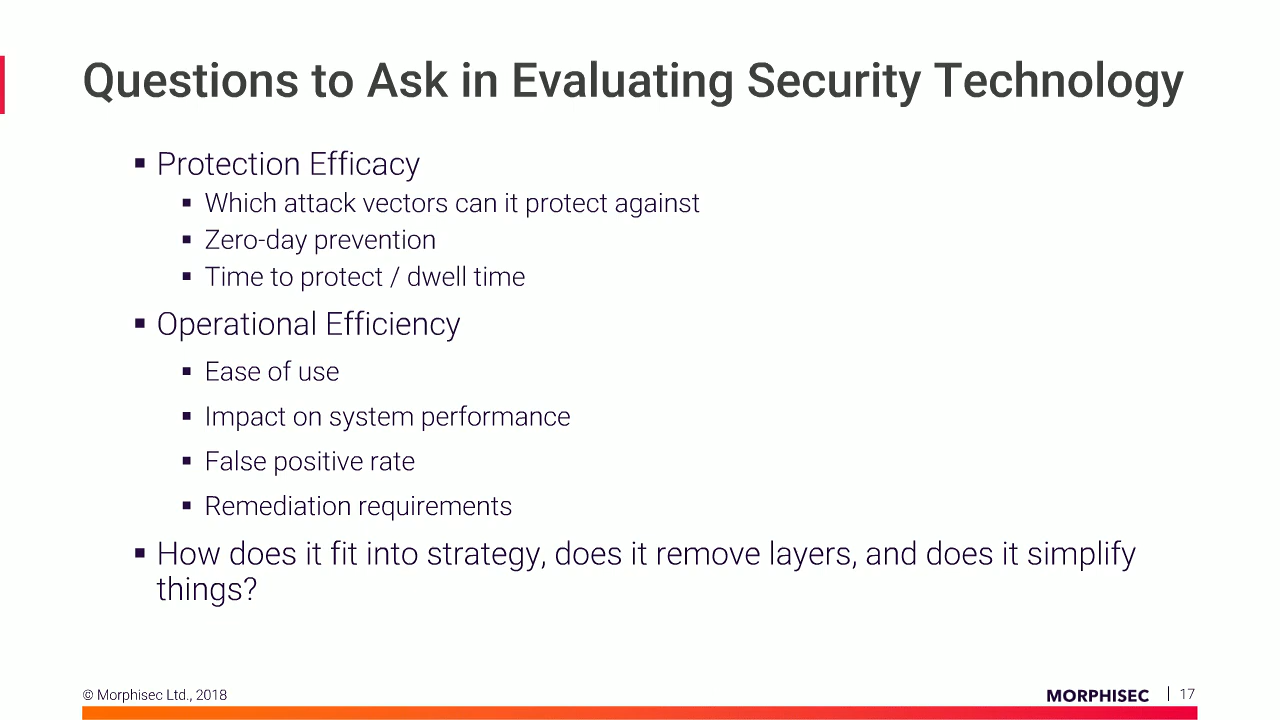 Questions to Ask in Evaluating Security Technology
▪ Protection Efficacy
▪ Which attack vectors can it protect against
▪ Zero-day prevention
▪ Time to protect / dwell time
▪ Operational Efficiency
▪ Ease of use
▪ Impact on system performance
▪ False positive rate
▪ Remediation requirements
▪ How does it fit into strategy, does it remove layers, and does it simplify
things?
© Morphisec Ltd., 2018
MORPHISEC | 17